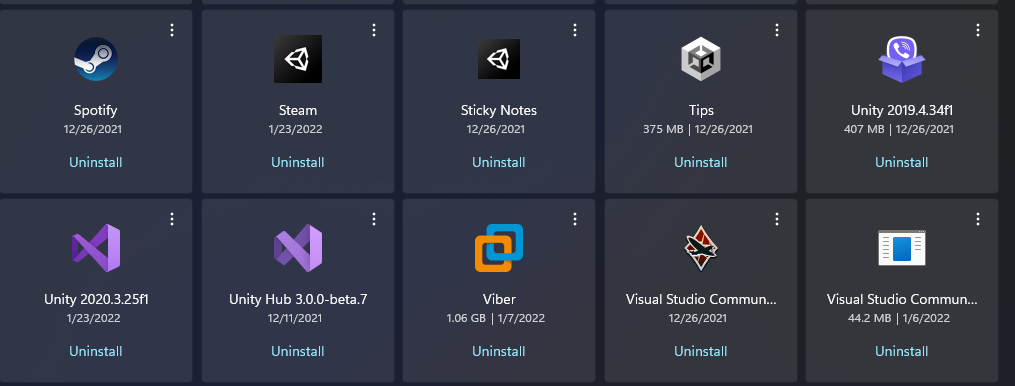 Spotify
12/26/2021
Uninstall
Steam
1/23/2022
Uninstall
Sticky Notes
12/26/2021
Uninstall
Tips
375 MB | 12/26/2021
Uninstall
Unity 2019.4.34f1
407 MB | 12/26/2021
Uninstall
Unity 2020.3.25f1
1/23/2022
Uninstall
Unity Hub 3.0.0-beta.7
12/11/2021
Uninstall
Viber
1.06 GB | 1/7/2022
Uninstall
Visual Studio Commun...
12/26/2021
Uninstall
Visual Studio Commun...
44.2 MB | 1/6/2022
Uninstall